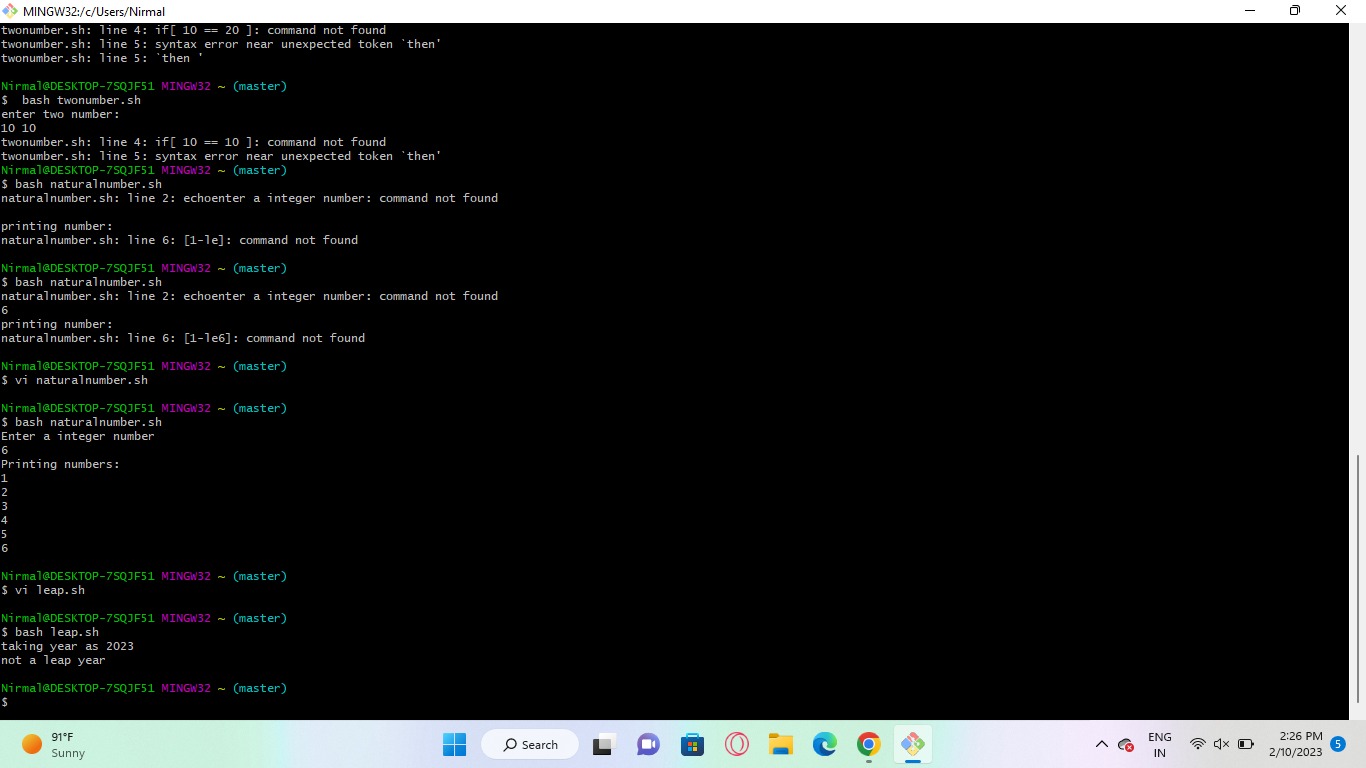 MINGW32:/c/Users/Nirmal
twonumber.sh: line 4: if[ 10 == 20 ]: command not found
twonumber.sh: line 5: syntax error near unexpected token `then'
twonumber.sh: line 5: `then '
Nirmal@DESKTOP-7SQJF51 MINGW32 ~ (master)
$  bash twonumber.sh
enter two number:
10 10
twonumber.sh: line 4: if[ 10 == 10 ]: command not found
twonumber.sh: line 5: syntax error near unexpected token `then'
Nirmal@DESKTOP-7SQJF51 MINGW32 ~ (master)
$ bash naturalnumber.sh
naturalnumber.sh: line 2: echoenter a integer number: command not found
printing number:
naturalnumber.sh: line 6: [1-le]: command not found
Nirmal@DESKTOP-7SQJF51 MINGW32 ~ (master)
$ bash naturalnumber.sh
naturalnumber.sh: line 2: echoenter a integer number: command not found
6
printing number:
naturalnumber.sh: line 6: [1-le6]: command not found
Nirmal@DESKTOP-7SQJF51 MINGW32 ~ (master)
$ vi naturalnumber.sh
Nirmal@DESKTOP-7SQJF51 MINGW32 ~ (master)
$ bash naturalnumber.sh
Enter a integer number
6
Printing numbers:
1
2
3
4
5
6
Nirmal@DESKTOP-7SQJF51 MINGW32 ~ (master)
$ vi leap.sh
Nirmal@DESKTOP-7SQJF51 MINGW32 ~ (master)
$ bash leap.sh
taking year as 2023
not a leap year
Nirmal@DESKTOP-7SQJF51 MINGW32 ~ (master)
$
91°F
Sunny
Search
ENG
IN
2:26 PM
2/10/2023
5